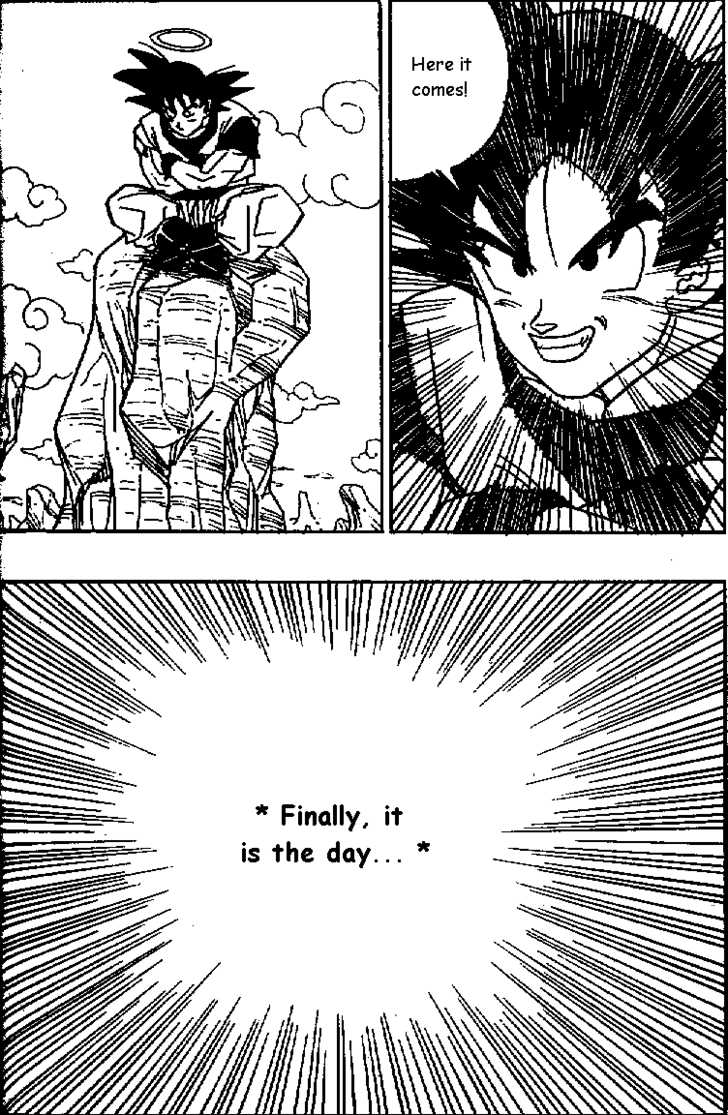 Here it
comes!
* Finally, it
is the day... *